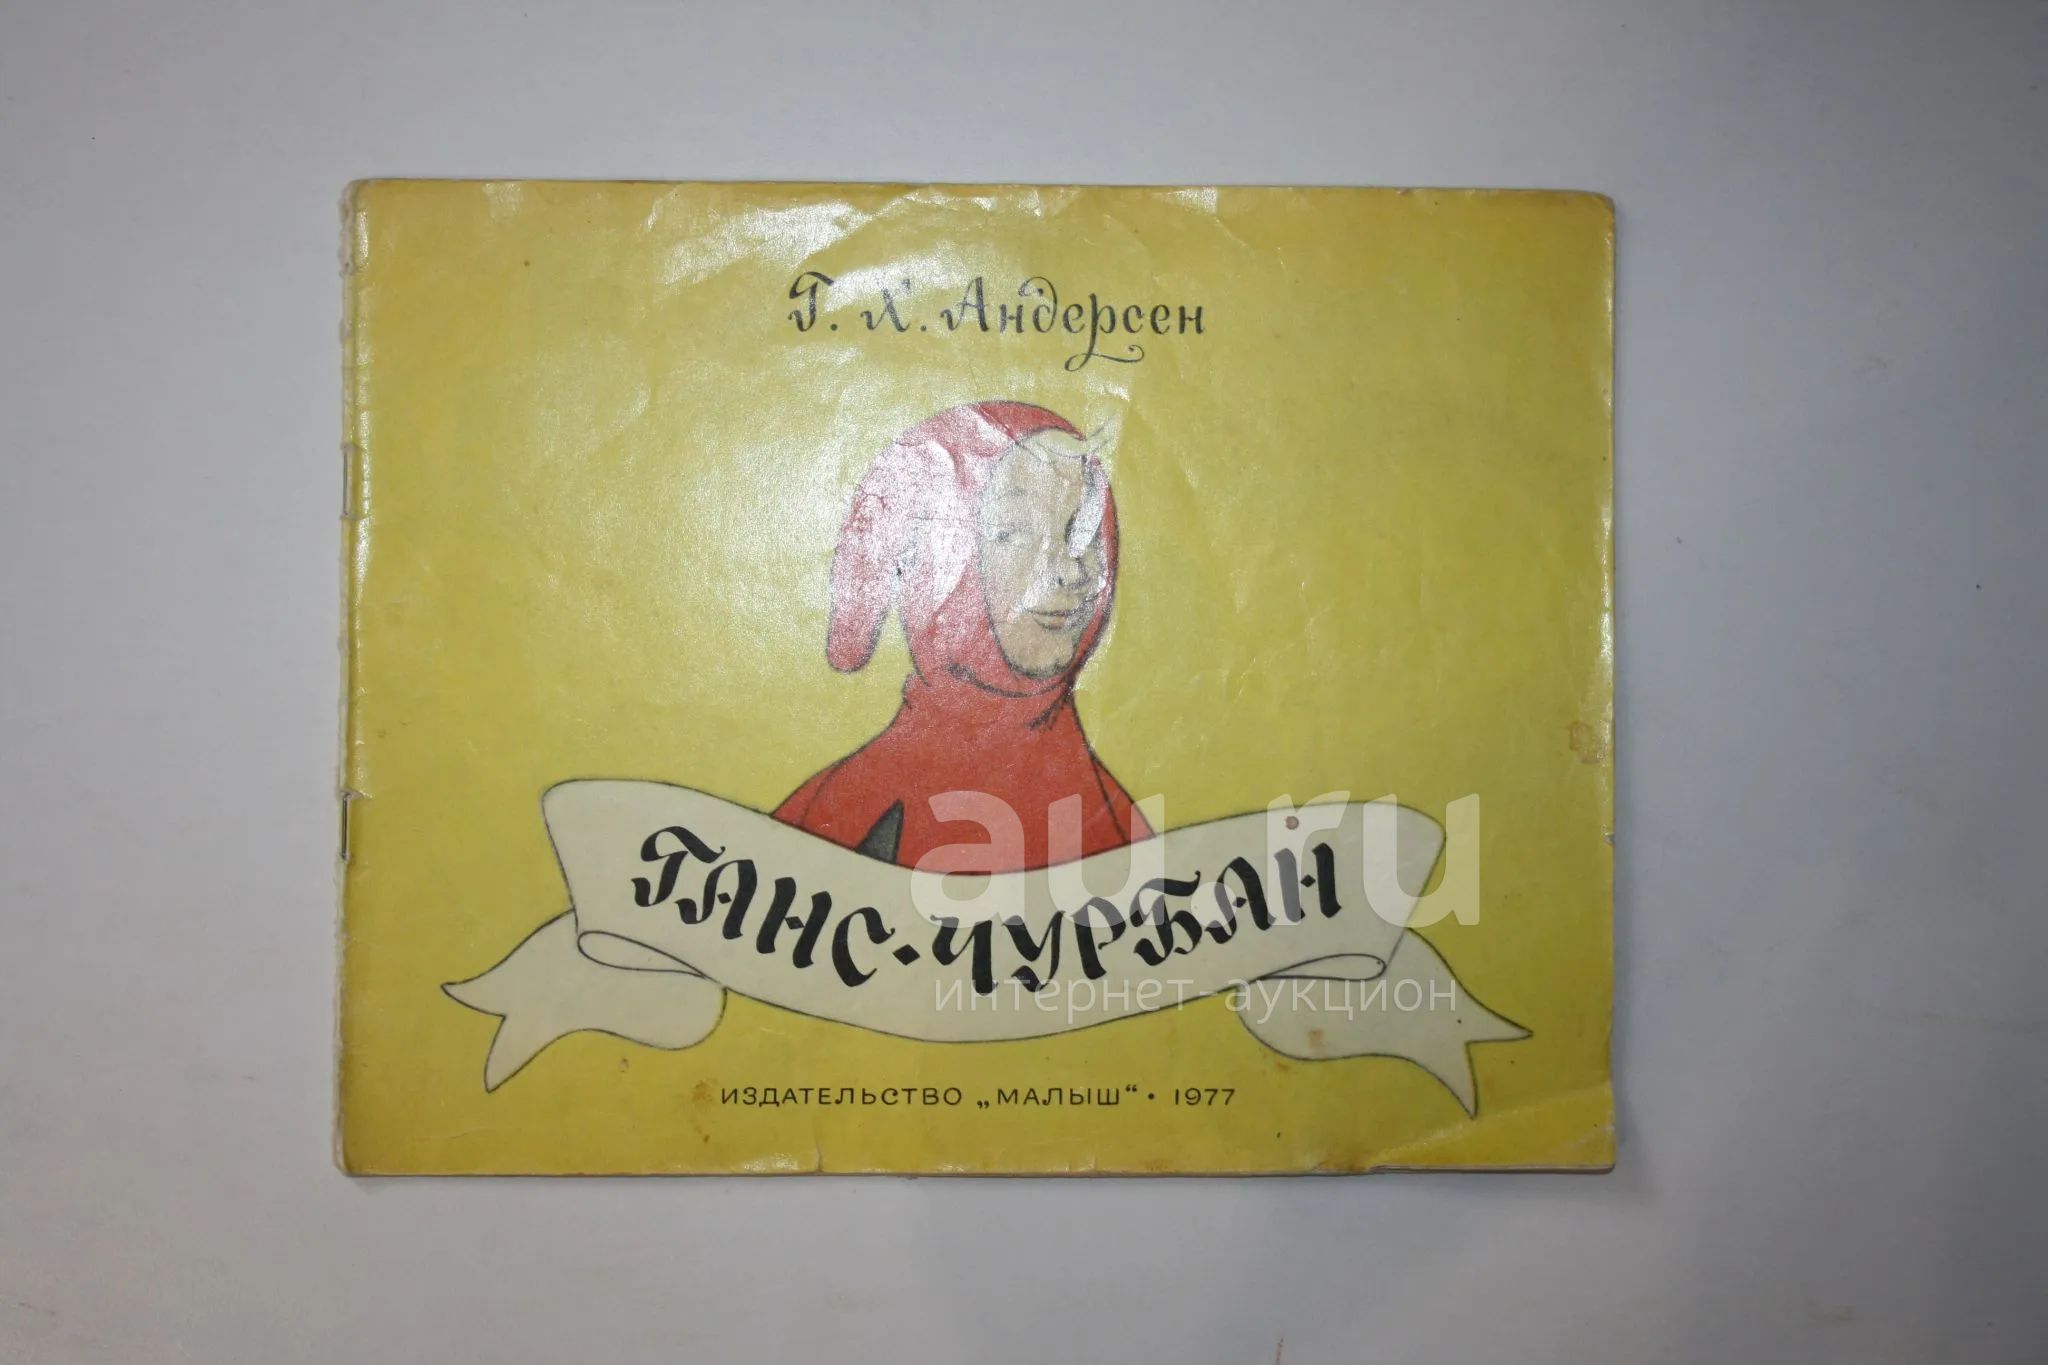 Г. Х. Андерсен
ГАНС-ЧУРБАН
ИЗДАТЕЛЬСТВО „МАЛЫШ“ • 1977
au.ru
интернет-аукцион